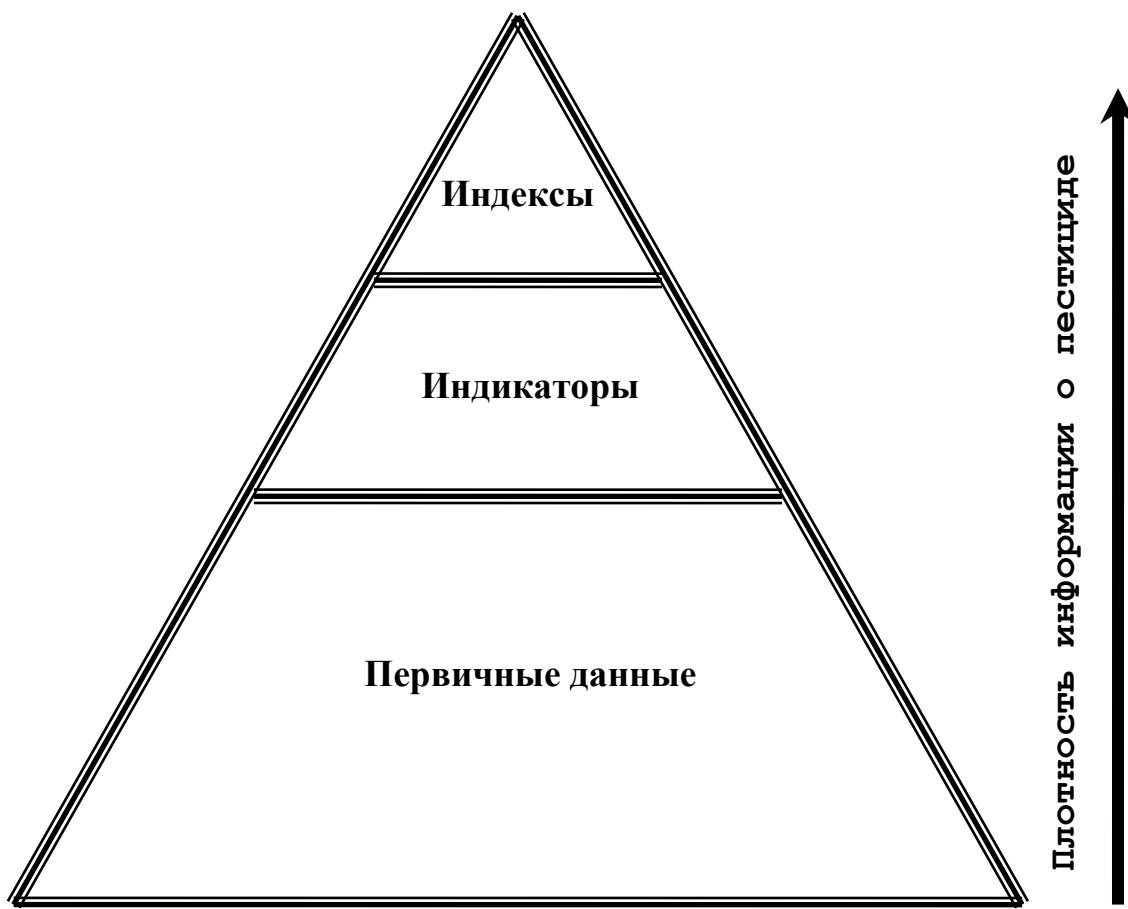 Индексы
Индикаторы
Первичные данные
Плотность информации о пестициде